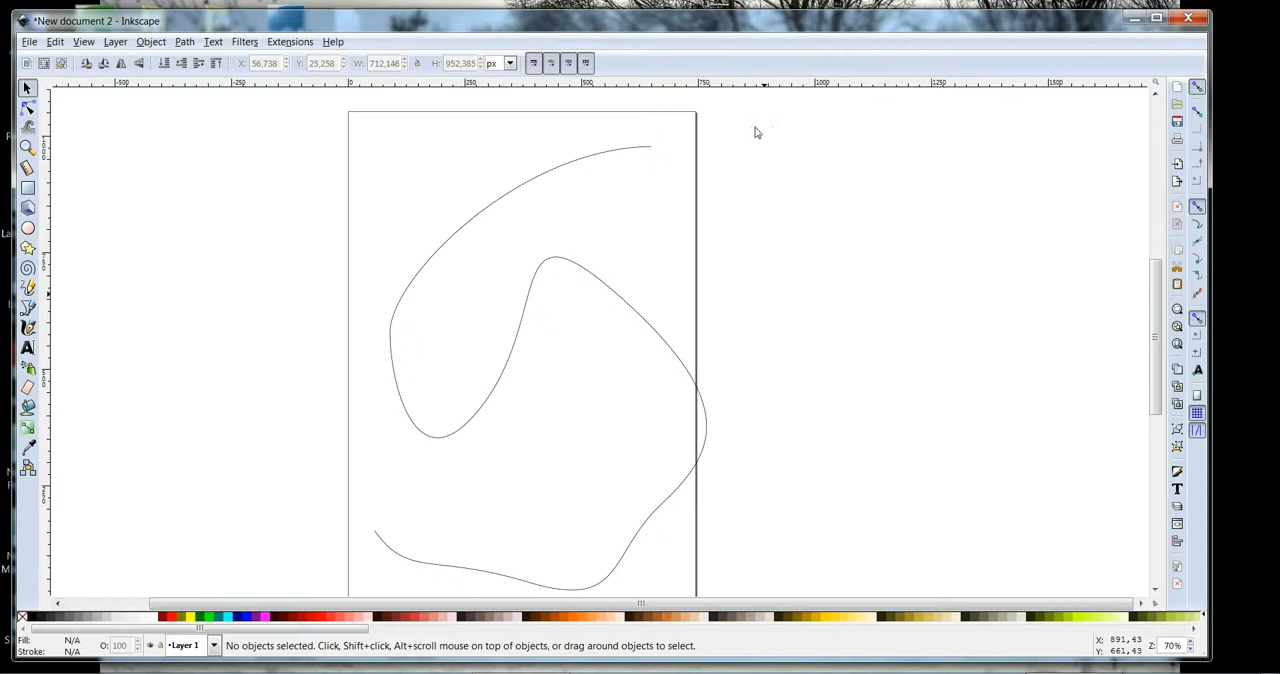 *New document 2 - Inkscape
File Edit View Layer Object Path Text Filters Extensions Help
X: 56,738 Y: 25,258 W: 712,146 H: 952,385 px
-500 -250 0 250 500 750 1000 1250 1500
Fill: N/A
Stroke: N/A
O: 100
•Layer 1
No objects selected. Click, Shift+click, Alt+scroll mouse on top of objects, or drag around objects to select.
X: 891,43
Y: 661,43
Z: 70%